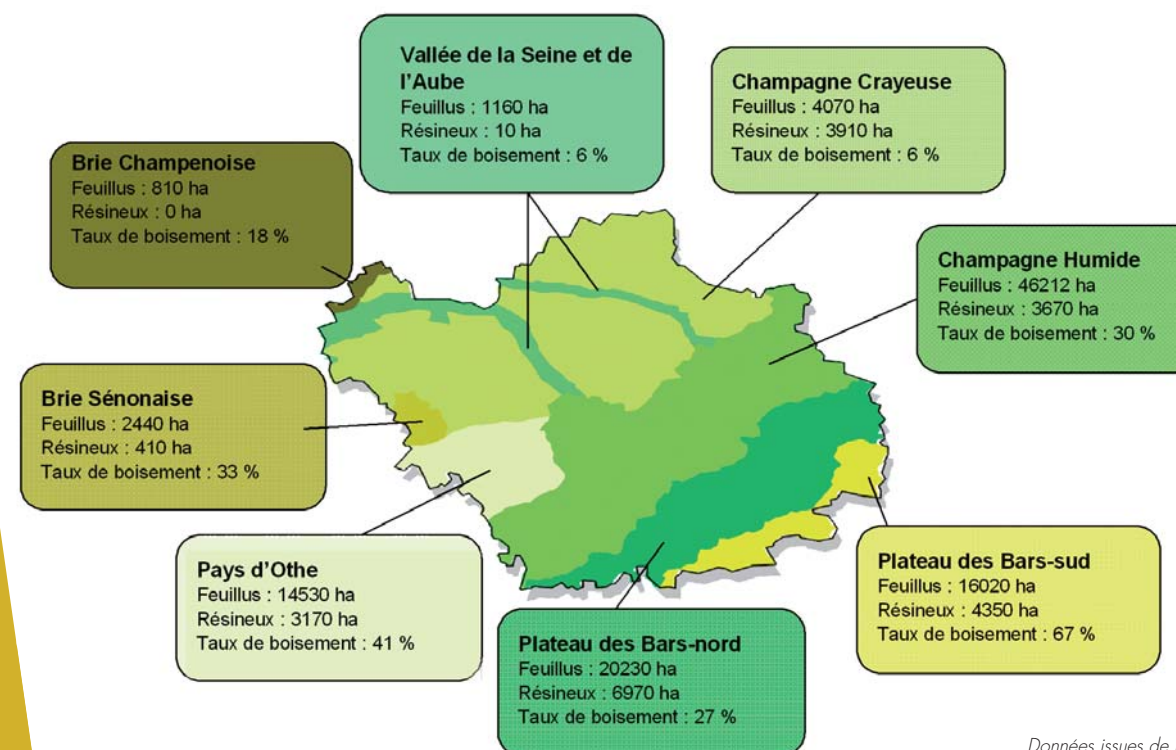 Vallée de la Seine et de
l'Aube
Feuillus : 1160 ha
Résineux : 10 ha
Taux de boisement : 6 %
Champagne Crayeuse
Feuillus : 4070 ha
Résineux : 3910 ha
Taux de boisement : 6 %
Brie Champenoise
Feuillus : 810 ha
Résineux : 0 ha
Taux de boisement : 18 %
Champagne Humide
Feuillus : 46212 ha
Résineux : 3670 ha
Taux de boisement : 30 %
Brie Sénonaise
Feuillus : 2440 ha
Résineux : 410 ha
Taux de boisement : 33 %
Pays d'Othe
Feuillus : 14530 ha
Résineux : 3170 ha
Taux de boisement : 41 %
Plateau des Bars-sud
Feuillus : 16020 ha
Résineux : 4350 ha
Taux de boisement : 67 %
Plateau des Bars-nord
Feuillus : 20230 ha
Résineux : 6970 ha
Taux de boisement : 27 %
Données issues de